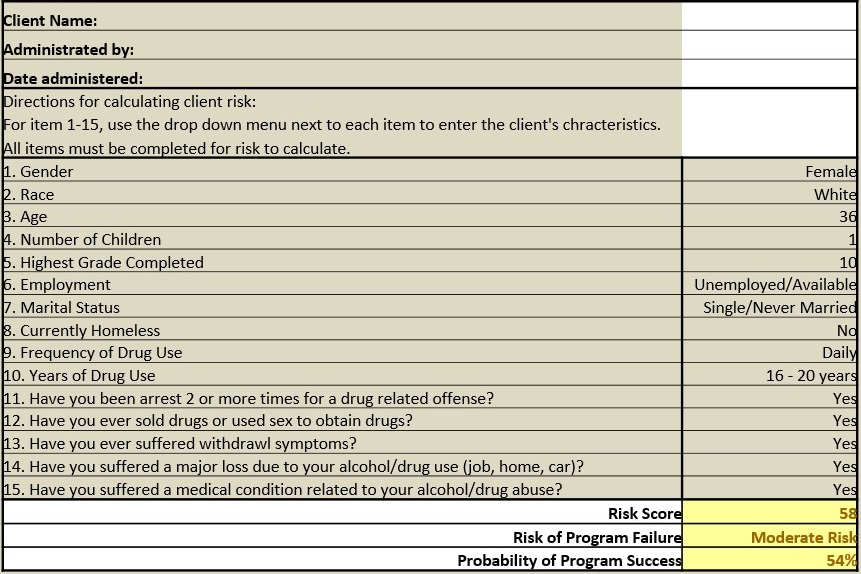 Client Name:
Administrated by:
Date administered:
Directions for calculating client risk:
For item 1-15, use the drop down menu next to each item to enter the client's chracteristics.
All items must be completed for risk to calculate.
1. Gender Female
2. Race White
3. Age 36
4. Number of Children 1
5. Highest Grade Completed 10
6. Employment Unemployed/Available
7. Marital Status Single/Never Married
8. Currently Homeless No
9. Frequency of Drug Use Daily
10. Years of Drug Use 16 - 20 years
11. Have you been arrest 2 or more times for a drug related offense? Yes
12. Have you ever sold drugs or used sex to obtain drugs? Yes
13. Have you ever suffered withdrawl symptoms? Yes
14. Have you suffered a major loss due to your alcohol/drug use (job, home, car)? Yes
15. Have you suffered a medical condition related to your alcohol/drug abuse? Yes
Risk Score 58
Risk of Program Failure Moderate Risk
Probability of Program Success 54%